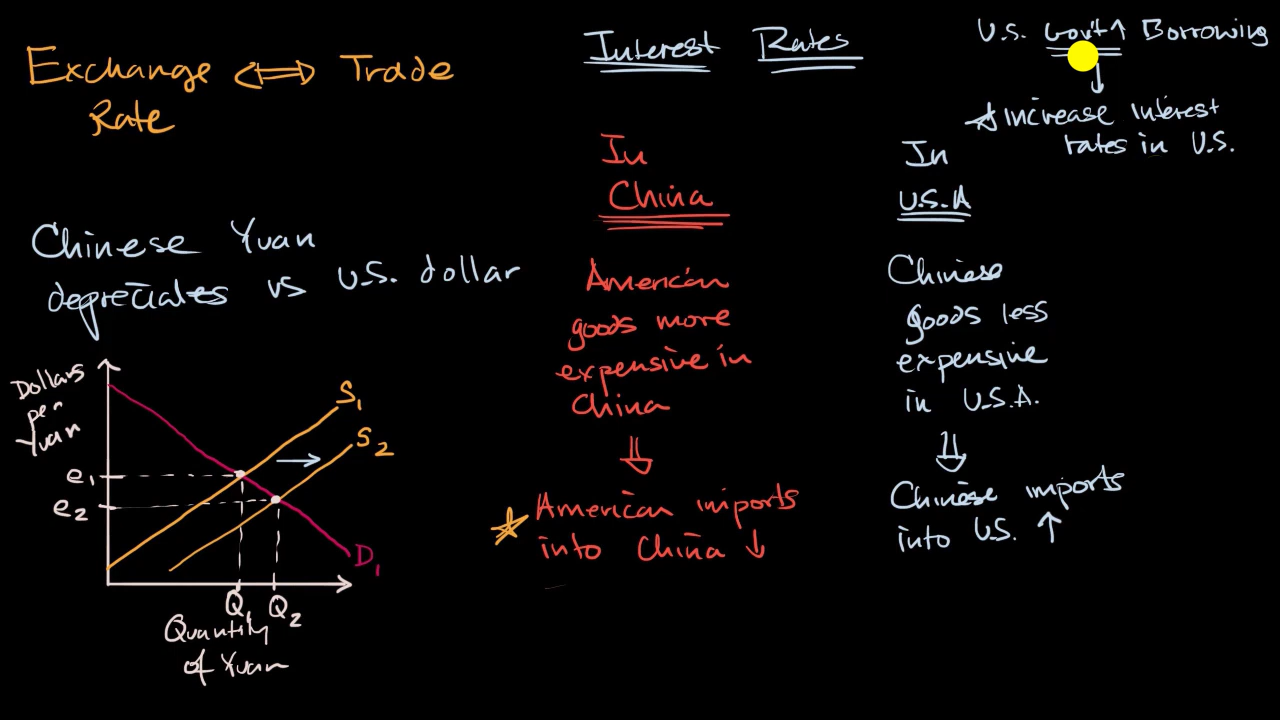 Exchange ⟺ Trade
Rate
Chinese Yuan
depreciates vs U.S. dollar
Dollars
per
Yuan
e₁
e₂
S₁
S₂
D₁
Q₁
Q₂
Quantity
of Yuan
Interest Rates
In
China
American
goods more
expensive in
China
⇓
American imports
into China ↓
U.S. Gov't ↑ Borrowing
↓
Increase interest
rates in U.S.
In
U.S.A
Chinese
goods less
expensive
in U.S.A.
⇓
Chinese imports
into U.S. ↑